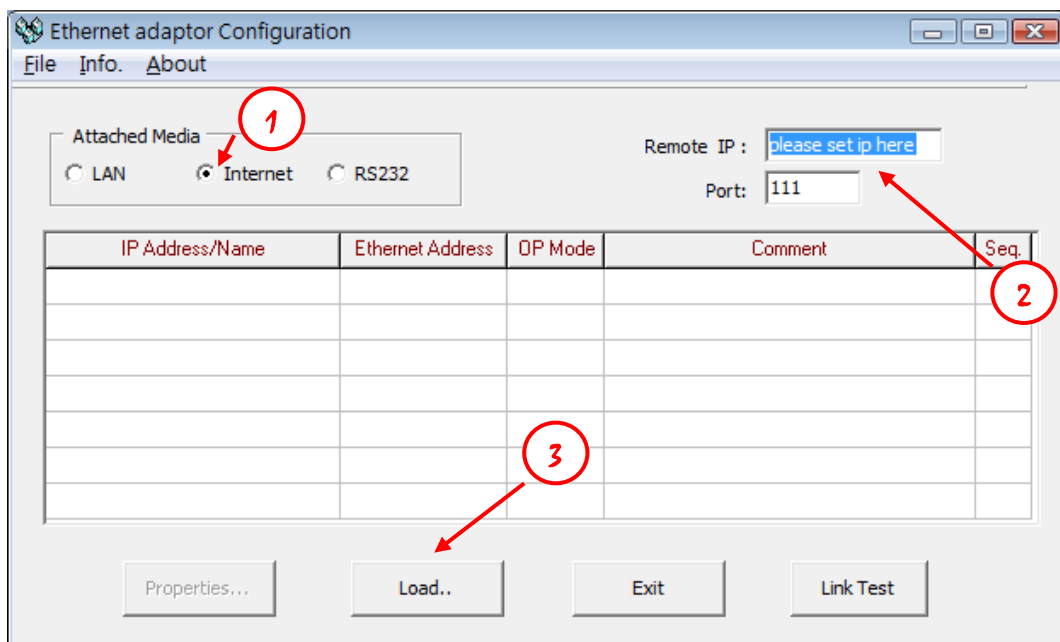 Ethernet adaptor Configuration
File Info. About
1
Attached Media
LAN Internet RS232
Remote IP : please set ip here
Port: 111
IP Address/Name Ethernet Address OP Mode Comment Seq.
2
3
Properties... Load.. Exit Link Test